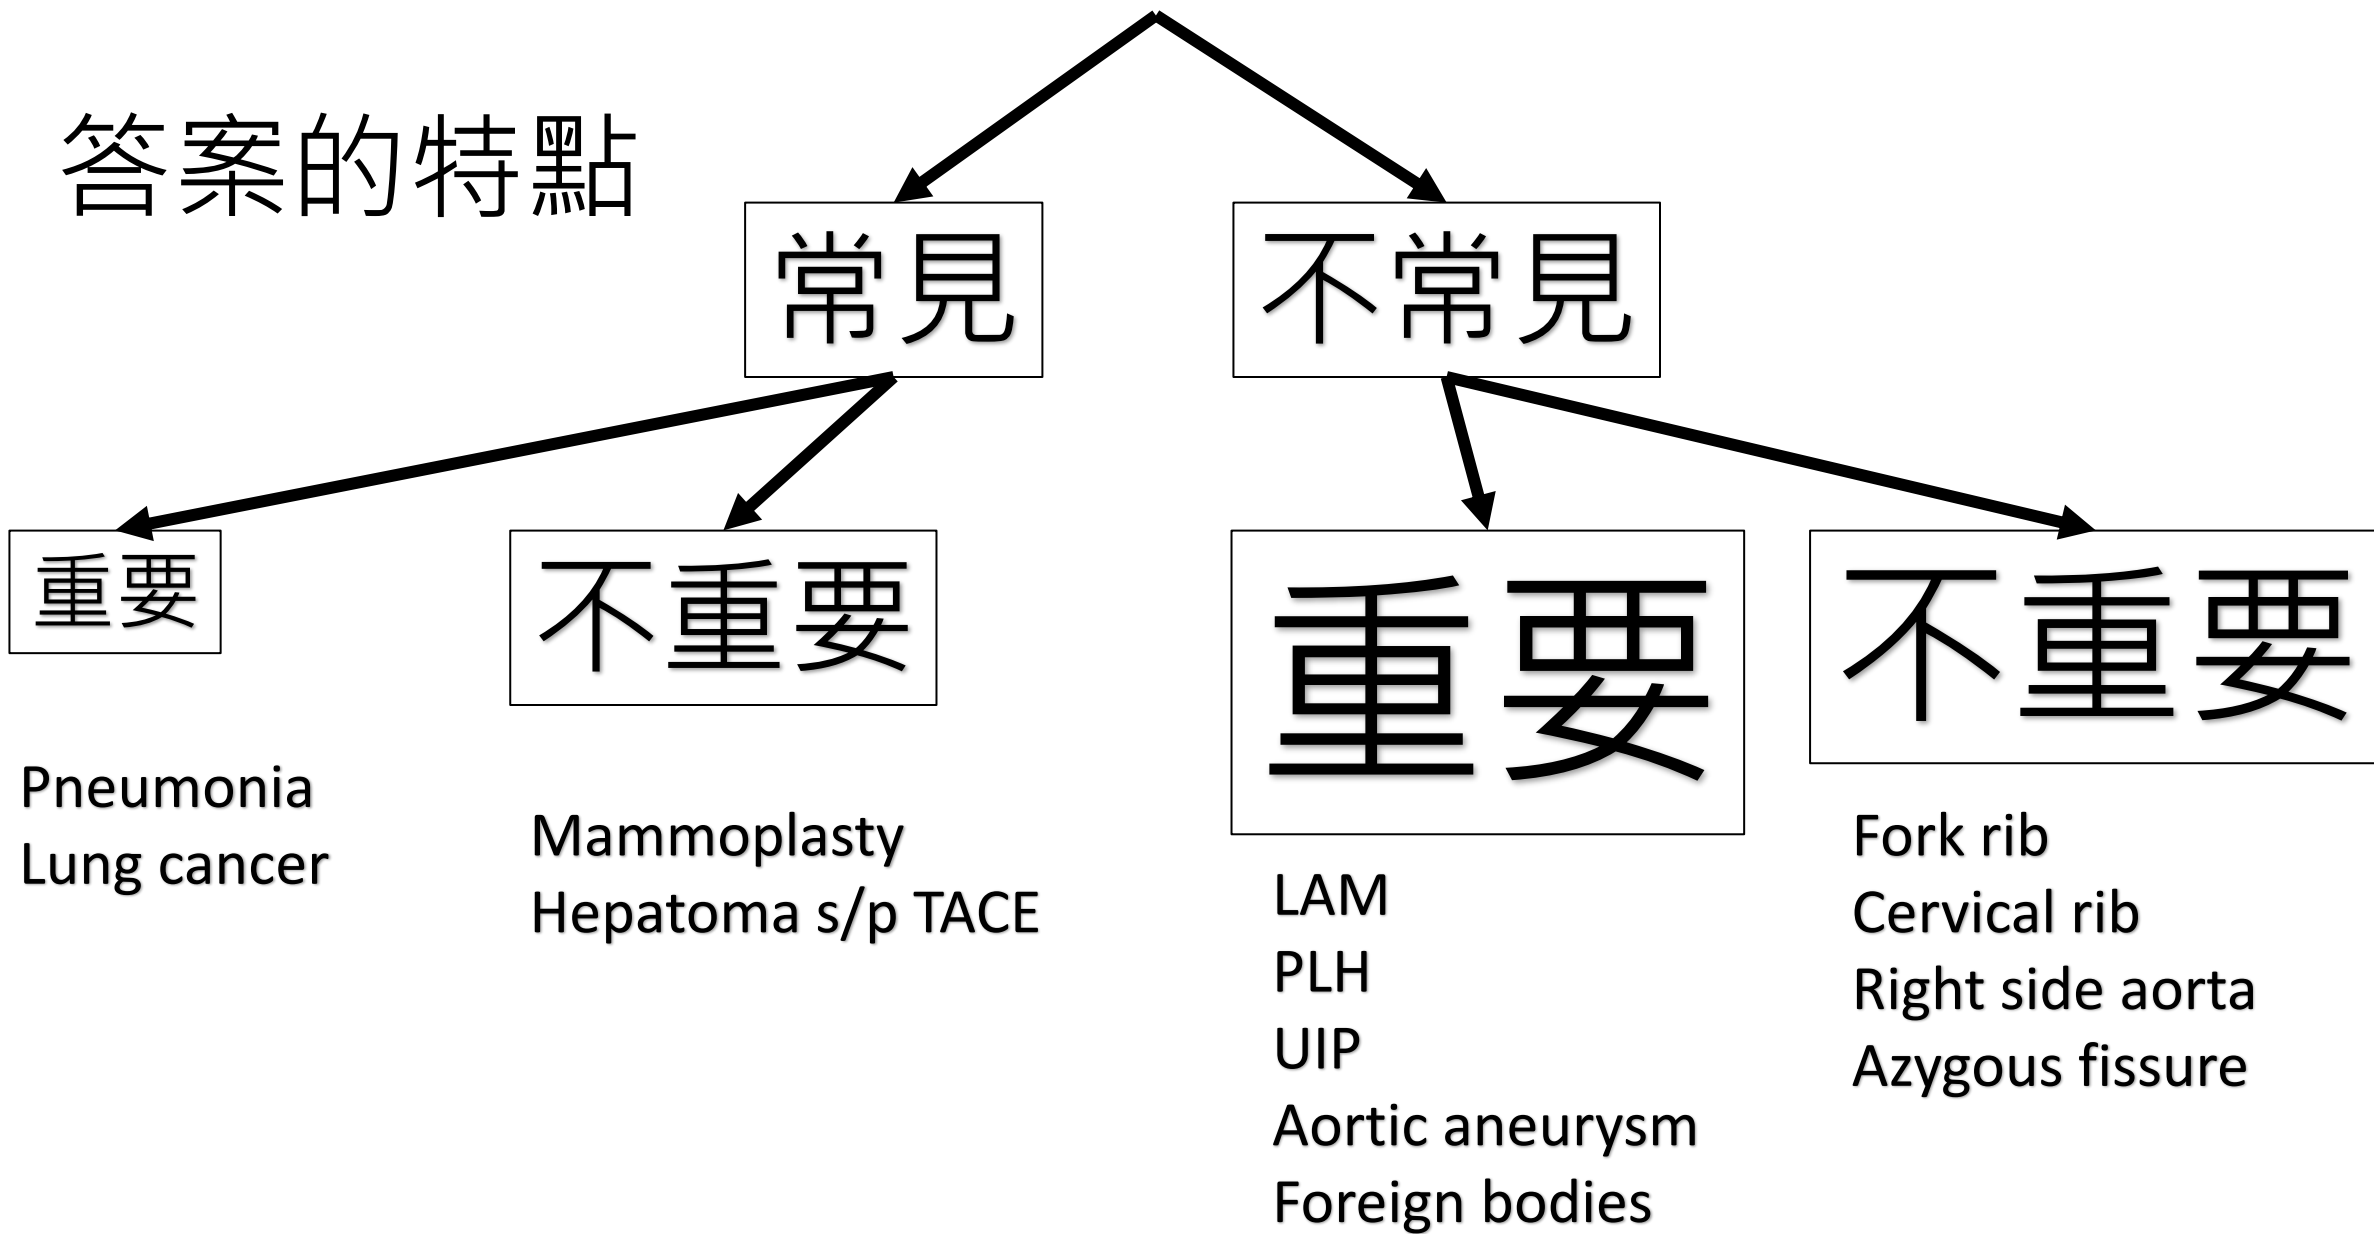 答案的特點
常見
不常見
重要
不重要
重要
不重要
Pneumonia
Lung cancer
Mammoplasty
Hepatoma s/p TACE
LAM
PLH
UIP
Aortic aneurysm
Foreign bodies
Fork rib
Cervical rib
Right side aorta
Azygous fissure